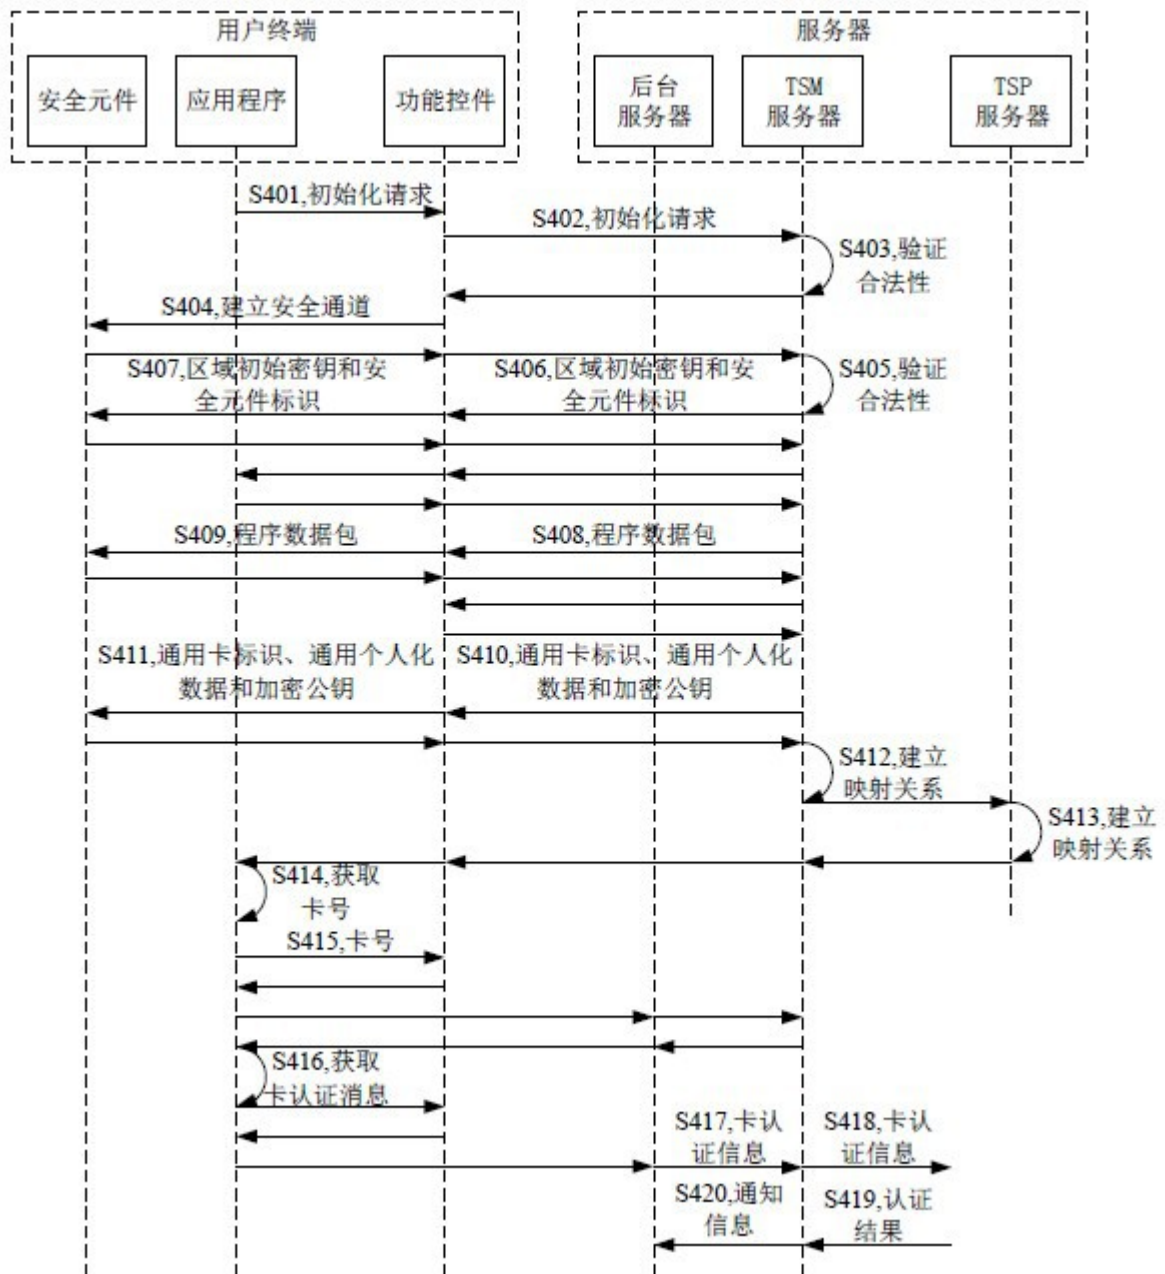 用户终端
服务器
安全元件
应用程序
功能控件
后台
服务器
TSM
服务器
TSP
服务器
S401,初始化请求
S402,初始化请求
S403,验证
合法性
S404,建立安全通道
S407,区域初始密钥和安
全元件标识
S406,区域初始密钥和安
全元件标识
S405,验证
合法性
S409,程序数据包
S408,程序数据包
S411,通用卡标识、通用个人化
数据和加密公钥
S410,通用卡标识、通用个人化
数据和加密公钥
S412,建立
映射关系
S413,建立
映射关系
S414,获取
卡号
S415,卡号
S416,获取
卡认证消息
S417,卡认
证信息
S418,卡认
证信息
S420,通知
信息
S419,认证
结果